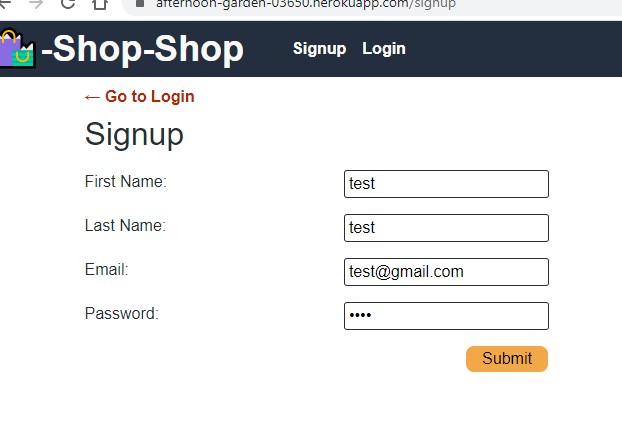 afternoon-garden-03650.herokuapp.com/signup
-Shop-Shop Signup Login
← Go to Login
Signup
First Name: test
Last Name: test
Email: test@gmail.com
Password: ••••
Submit